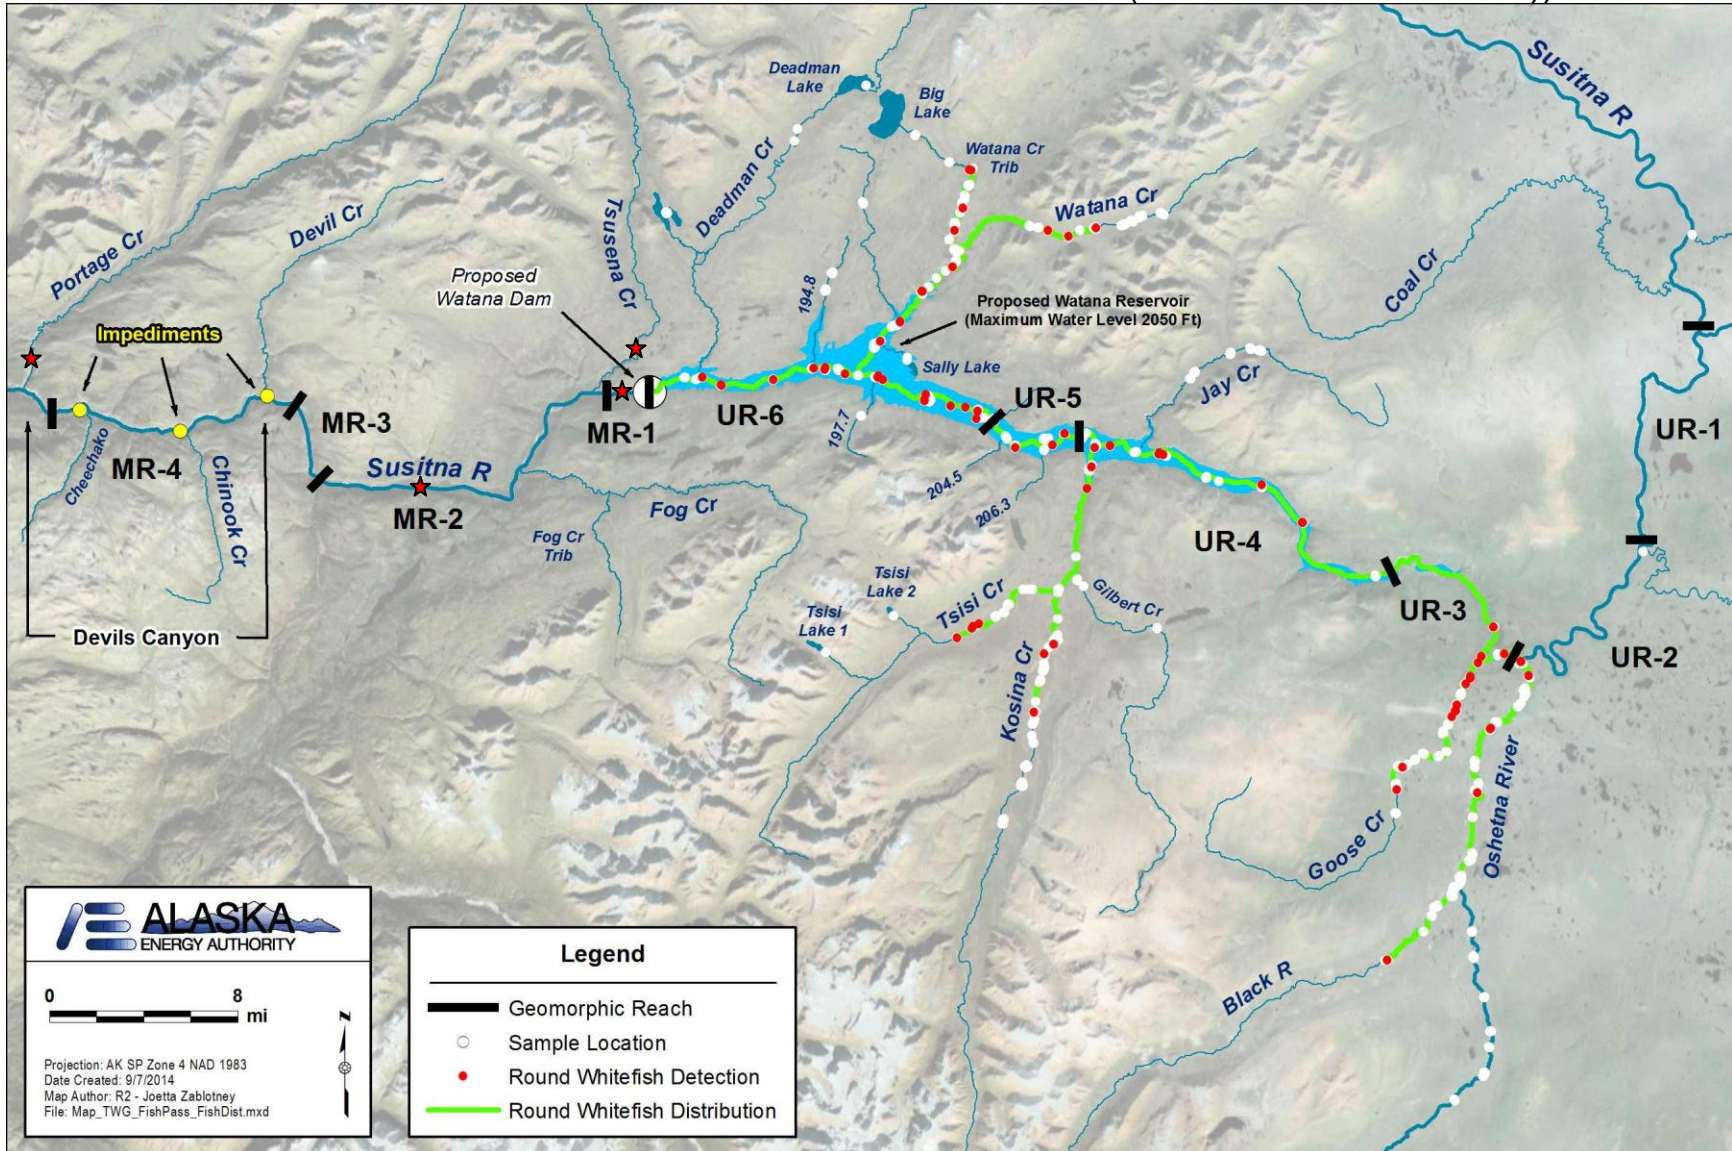 Susitna R
Deadman
Lake
Big
Lake
Watana Cr
Trib
Deadman Cr
Watana Cr
Tsusena Cr
Devil Cr
Portage Cr
Coal Cr
Proposed
Watana Dam
194.8
Proposed Watana Reservoir
(Maximum Water Level 2050 Ft)
Impediments
Sally Lake
Jay Cr
UR-5
UR-1
MR-3
MR-1
UR-6
197.7
MR-4
Cheechako
Chinook Cr
Susitna R
MR-2
204.5
206.3
Fog Cr
Fog Cr
Trib
UR-4
Tsisi
Lake 2
Tsisi Cr
Gilbert Cr
UR-3
Tsisi
Lake 1
Devils Canyon
UR-2
Kosina Cr
Oshetna River
Goose Cr
Black R
ALASKA
ENERGY AUTHORITY
0 8
mi
N
Projection: AK SP Zone 4 NAD 1983
Date Created: 9/7/2014
Map Author: R2 - Joetta Zablotney
File: Map_TWG_FishPass_FishDist.mxd
Legend
Geomorphic Reach
Sample Location
Round Whitefish Detection
Round Whitefish Distribution